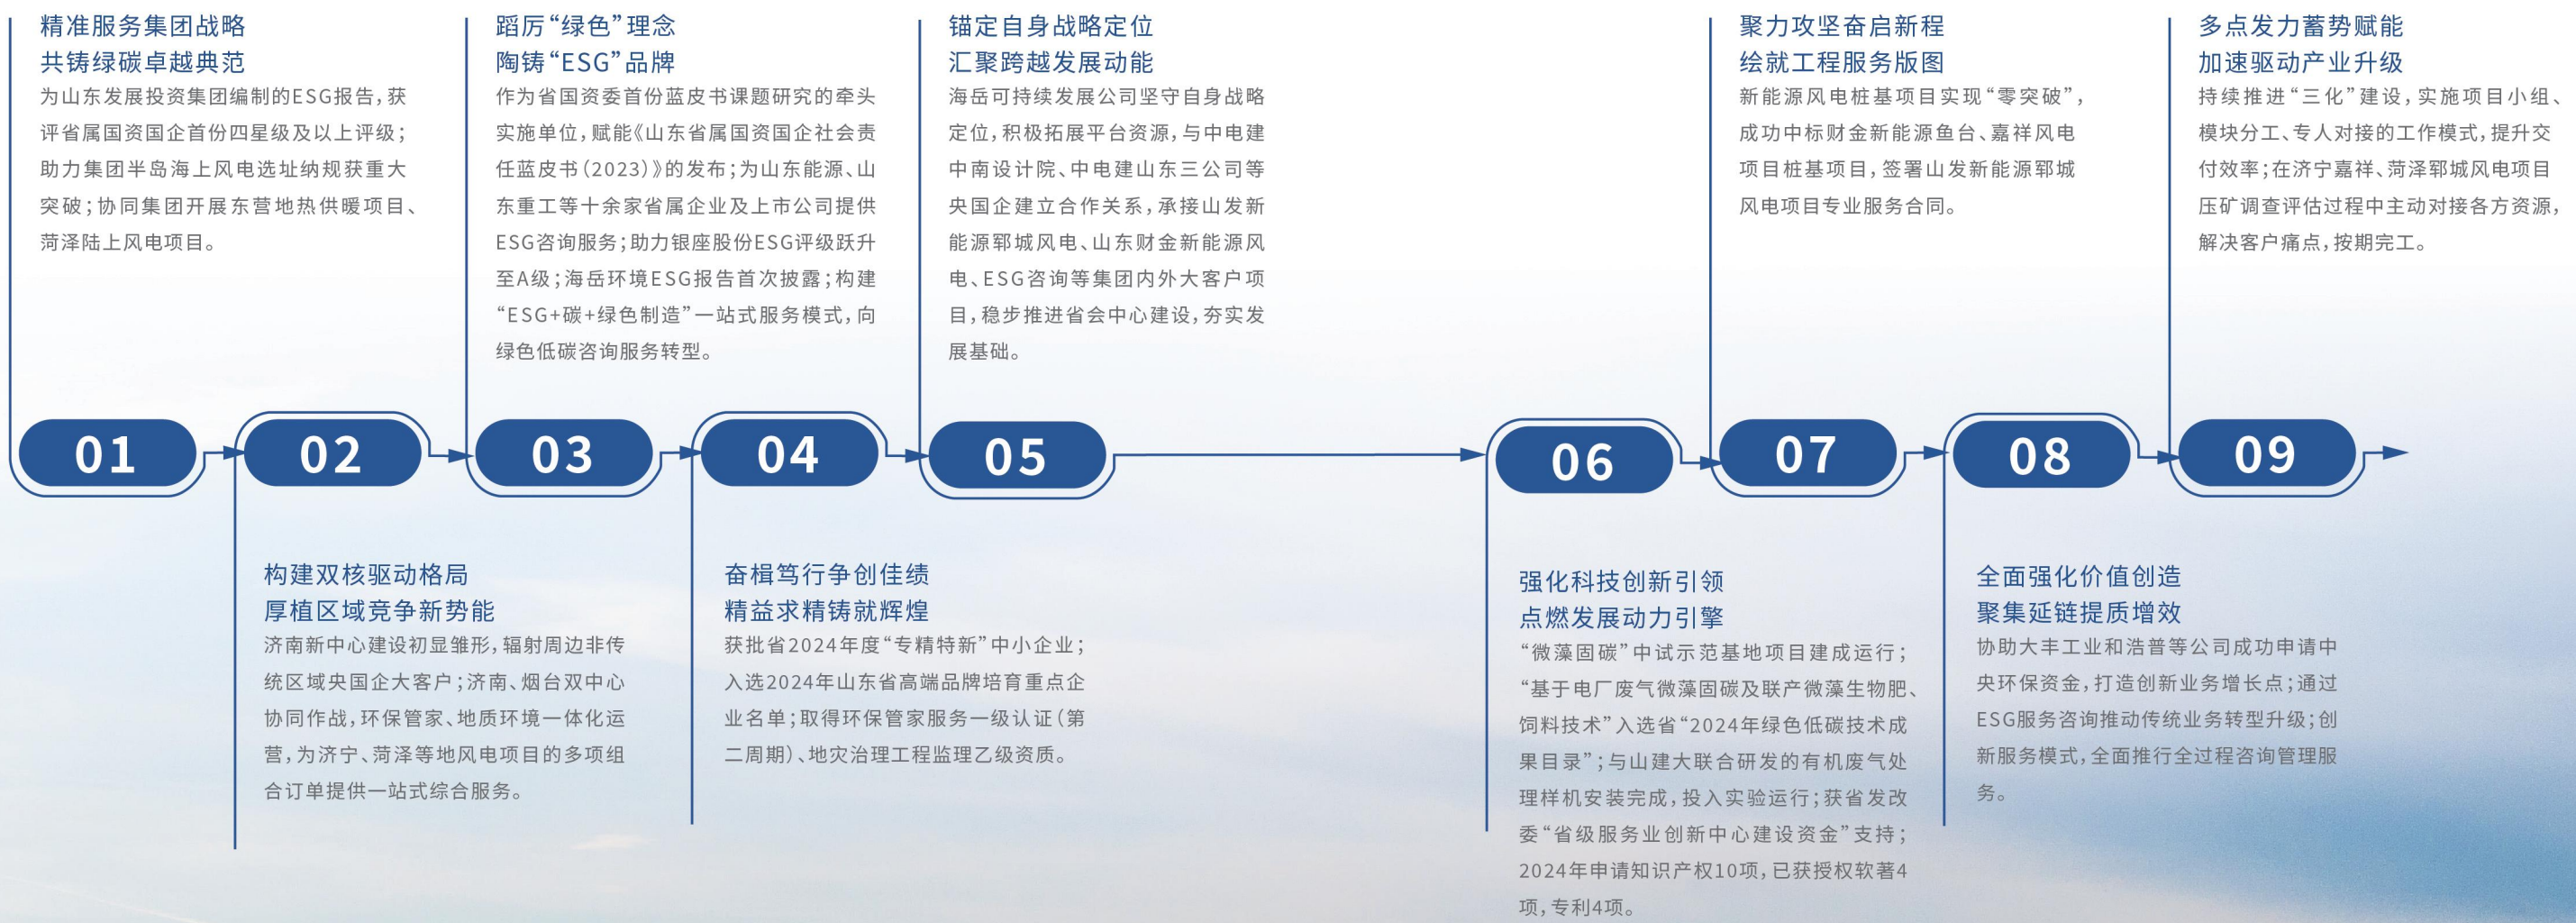 精准服务集团战略
共铸绿碳卓越典范
为山东发展投资集团编制的ESG报告，获
评省属国资国企首份四星级及以上评级；
助力集团半岛海上风电选址纳规获重大
突破；协同集团开展东营地热供暖项目、
菏泽陆上风电项目。
01
02
构建双核驱动格局
厚植区域竞争新势能
济南新中心建设初显雏形，辐射周边非传
统区域央国企大客户；济南、烟台双中心
协同作战，环保管家、地质环境一体化运
营，为济宁、菏泽等地风电项目的多项组
合订单提供一站式综合服务。
蹈厉“绿色”理念
陶铸“ESG”品牌
作为省国资委首份蓝皮书课题研究的牵头
实施单位，赋能《山东省属国资国企社会责
任蓝皮书（2023）》的发布；为山东能源、山
东重工等十余家省属企业及上市公司提供
ESG咨询服务；助力银座股份ESG评级跃升
至A级；海岳环境ESG报告首次披露；构建
“ESG+碳+绿色制造”一站式服务模式，向
绿色低碳咨询服务转型。
03
04
奋楫笃行争创佳绩
精益求精铸就辉煌
获批省2024年度“专精特新”中小企业；
入选2024年山东省高端品牌培育重点企
业名单；取得环保管家服务一级认证（第
二周期）、地灾治理工程监理乙级资质。
锚定自身战略定位
汇聚跨越发展动能
海岳可持续发展公司坚守自身战略
定位，积极拓展平台资源，与中电建
中南设计院、中电建山东三公司等
央国企建立合作关系，承接山发新
能源郓城风电、山东财金新能源风
电、ESG咨询等集团内外大客户项
目，稳步推进省会中心建设，夯实发
展基础。
05
06
强化科技创新引领
点燃发展动力引擎
“微藻固碳”中试示范基地项目建成运行；
“基于电厂废气微藻固碳及联产微藻生物肥、
饲料技术”入选省“2024年绿色低碳技术成
果目录”；与山建大联合研发的有机废气处
理样机安装完成，投入实验运行；获省发改
委“省级服务业创新中心建设资金”支持；
2024年申请知识产权10项，已获授权软著4
项，专利4项。
聚力攻坚奋启新程
绘就工程服务版图
新能源风电桩基项目实现“零突破”，
成功中标财金新能源鱼台、嘉祥风电
项目桩基项目，签署山发新能源郓城
风电项目专业服务合同。
07
08
全面强化价值创造
聚集延链提质增效
协助大丰工业和浩普等公司成功申请中
央环保资金，打造创新业务增长点；通过
ESG服务咨询推动传统业务转型升级；创
新服务模式，全面推行全过程咨询管理服
务。
多点发力蓄势赋能
加速驱动产业升级
持续推进“三化”建设，实施项目小组、
模块分工、专人对接的工作模式，提升交
付效率；在济宁嘉祥、菏泽郓城风电项目
压矿调查评估过程中主动对接各方资源，
解决客户痛点，按期完工。
09